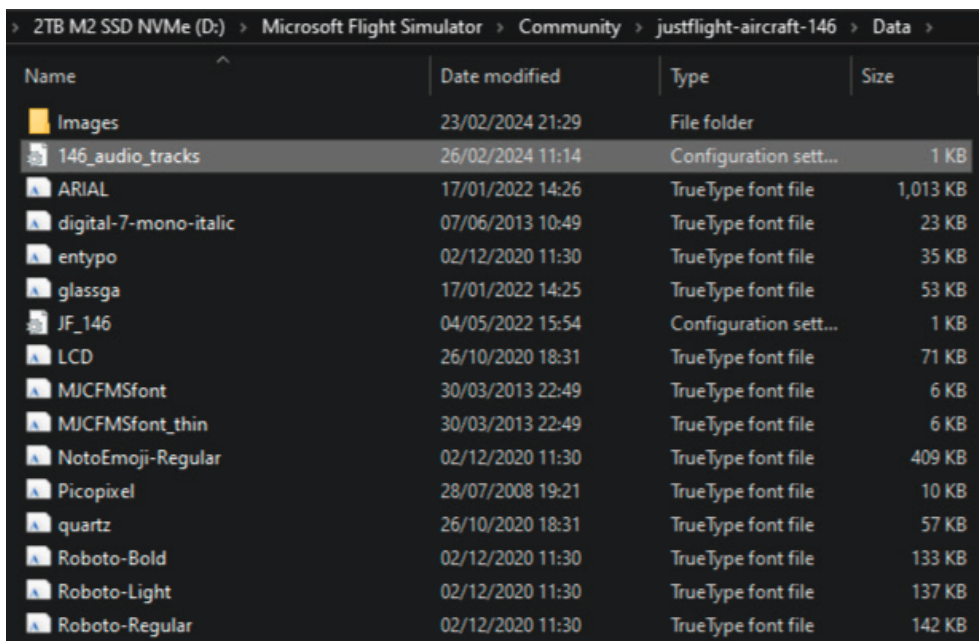 > 2TB M2 SSD NVMe (D:) > Microsoft Flight Simulator > Community > justflight-aircraft-146 > Data >
Name Date modified Type Size
Images 23/02/2024 21:29 File folder
146_audio_tracks 26/02/2024 11:14 Configuration sett... 1 KB
ARIAL 17/01/2022 14:26 TrueType font file 1,013 KB
digital-7-mono-italic 07/06/2013 10:49 TrueType font file 23 KB
entypo 02/12/2020 11:30 TrueType font file 35 KB
glassga 17/01/2022 14:25 TrueType font file 53 KB
JF_146 04/05/2022 15:54 Configuration sett... 1 KB
LCD 26/10/2020 18:31 TrueType font file 71 KB
MJCFMSfont 30/03/2013 22:49 TrueType font file 6 KB
MJCFMSfont_thin 30/03/2013 22:49 TrueType font file 6 KB
NotoEmoji-Regular 02/12/2020 11:30 TrueType font file 409 KB
Picopixel 28/07/2008 19:21 TrueType font file 10 KB
quartz 26/10/2020 18:31 TrueType font file 57 KB
Roboto-Bold 02/12/2020 11:30 TrueType font file 133 KB
Roboto-Light 02/12/2020 11:30 TrueType font file 137 KB
Roboto-Regular 02/12/2020 11:30 TrueType font file 142 KB